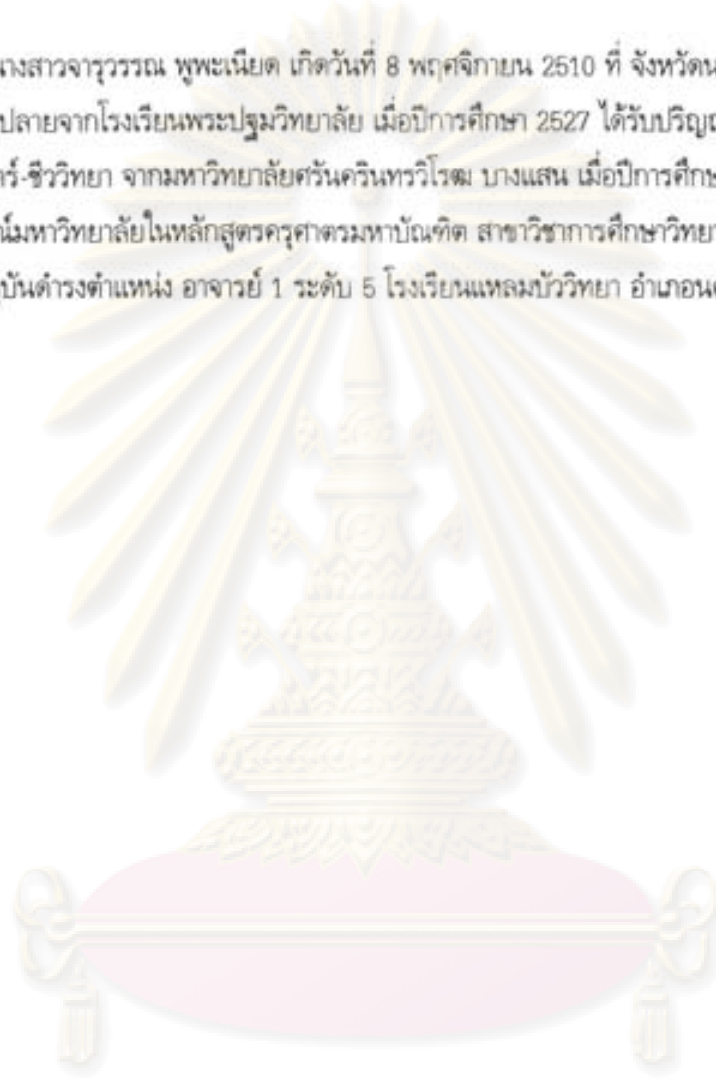 นางสาวจารุวรรณ พูพะเนียด เกิดวันที่ 8 พฤศจิกายน 2510 ที่ จังหวัดน
ปลายจากโรงเรียนพระปฐมวิทยาลัย เมื่อปีการศึกษา 2527 ได้รับปริญญ
ตร์-ชีววิทยา จากมหาวิทยาลัยศรีนครินทรวิโรฒ บางแสน เมื่อปีการศึกษ
ณ์มหาวิทยาลัยในหลักสูตรครุศาตรมหาบัณฑิต สาขาวิชาการศึกษาวิทยา
บันดำรงตำแหน่ง อาจารย์ 1 ระดับ 5 โรงเรียนแหลมบัววิทยา อำเภอนค